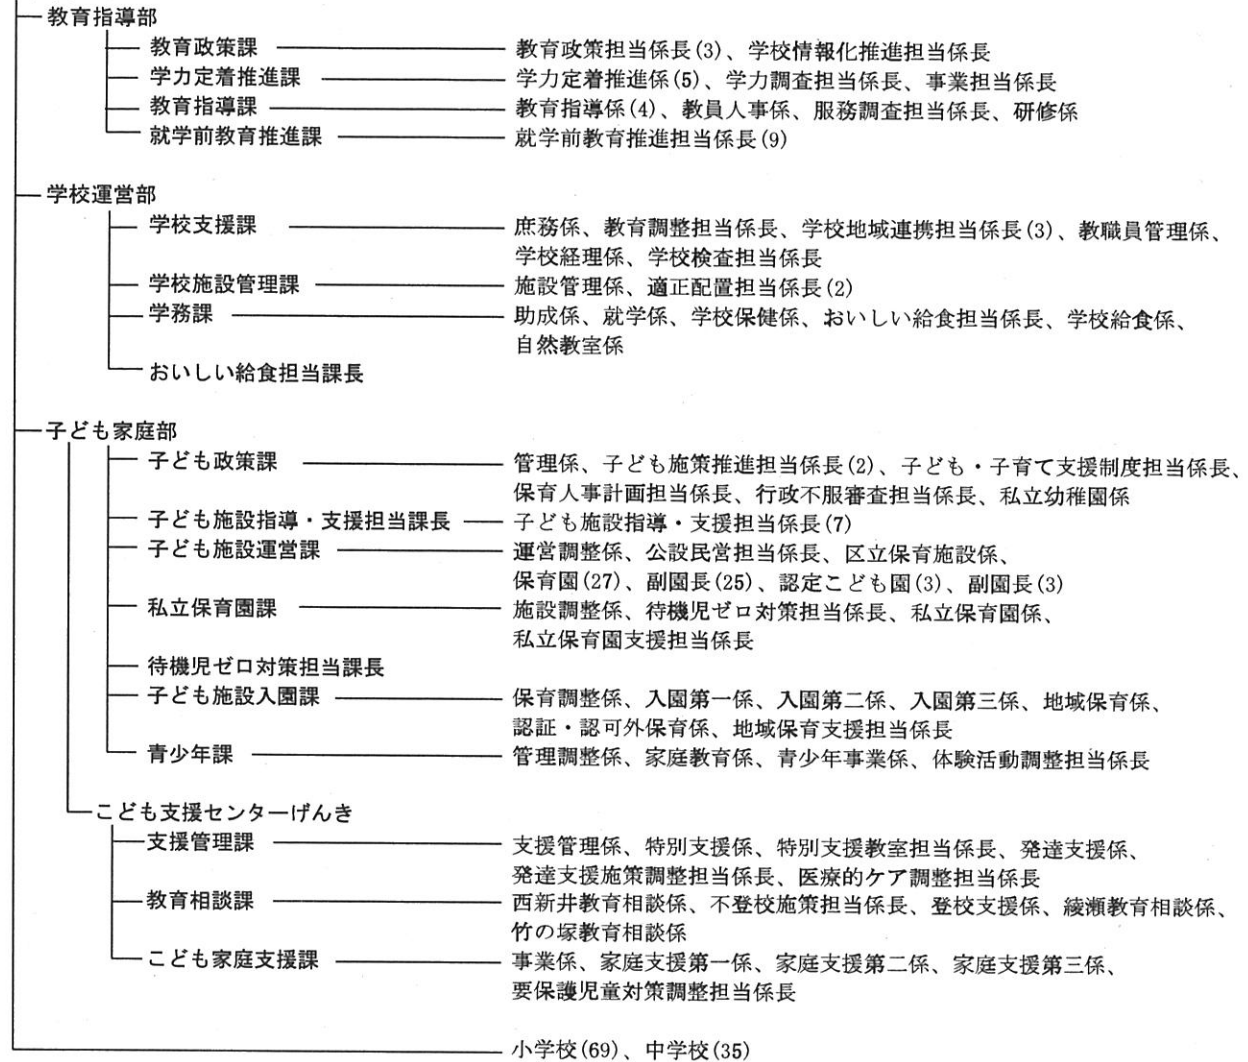 教育指導部
教育政策課 教育政策担当係長(3)、学校情報化推進担当係長
学力定着推進課 学力定着推進係(5)、学力調査担当係長、事業担当係長
教育指導課 教育指導係(4)、教員人事係、服務調査担当係長、研修係
就学前教育推進課 就学前教育推進担当係長(9)
学校運営部
学校支援課 庶務係、教育調整担当係長、学校地域連携担当係長(3)、教職員管理係、
学校経理係、学校検査担当係長
学校施設管理課 施設管理係、適正配置担当係長(2)
学務課 助成係、就学係、学校保健係、おいしい給食担当係長、学校給食係、
自然教室係
おいしい給食担当課長
子ども家庭部
子ども政策課 管理係、子ども施策推進担当係長(2)、子ども・子育て支援制度担当係長、
保育人事計画担当係長、行政不服審査担当係長、私立幼稚園係
子ども施設指導・支援担当課長 子ども施設指導・支援担当係長(7)
子ども施設運営課 運営調整係、公設民営担当係長、区立保育施設係、
保育園(27)、副園長(25)、認定こども園(3)、副園長(3)
私立保育園課 施設調整係、待機児ゼロ対策担当係長、私立保育園係、
私立保育園支援担当係長
待機児ゼロ対策担当課長
子ども施設入園課 保育調整係、入園第一係、入園第二係、入園第三係、地域保育係、
認証・認可外保育係、地域保育支援担当係長
青少年課 管理調整係、家庭教育係、青少年事業係、体験活動調整担当係長
こども支援センターげんき
支援管理課 支援管理係、特別支援係、特別支援教室担当係長、発達支援係、
発達支援施策調整担当係長、医療的ケア調整担当係長
教育相談課 西新井教育相談係、不登校施策担当係長、登校支援係、綾瀬教育相談係、
竹の塚教育相談係
こども家庭支援課 事業係、家庭支援第一係、家庭支援第二係、家庭支援第三係、
要保護児童対策調整担当係長
小学校(69)、中学校(35)